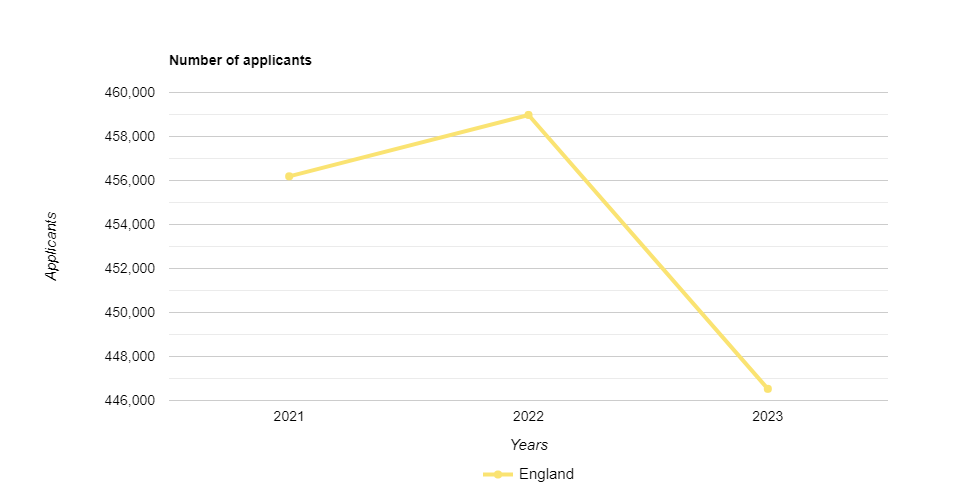 Number of applicants
460,000
458,000
456,000
454,000
452,000
450,000
448,000
446,000
Applicants
2021 2022 2023
Years
England